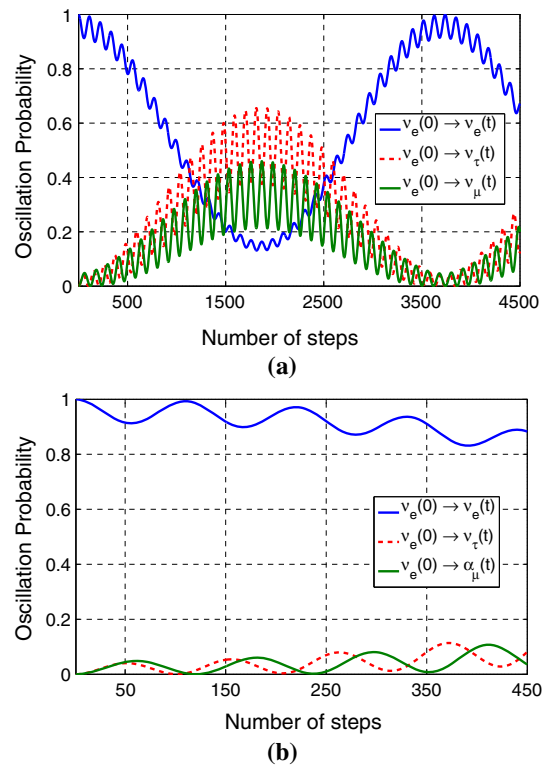 1
0.8
0.6
0.4
0.2
0
Oscillation Probability
ν_e(0) → ν_e(t)
ν_e(0) → ν_τ(t)
ν_e(0) → ν_μ(t)
500 1500 2500 3500 4500
Number of steps
(a)
1
0.8
0.6
0.4
0.2
0
Oscillation Probability
ν_e(0) → ν_e(t)
ν_e(0) → ν_τ(t)
ν_e(0) → α_μ(t)
50 150 250 350 450
Number of steps
(b)